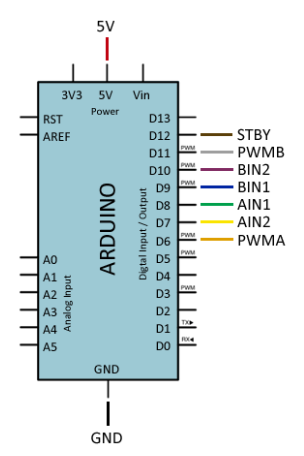 5V
3V3 5V Vin
Power
RST D13
AREF D12 STBY
D11 PWM PWMB
D10 PWM BIN2
D9 PWM BIN1
D8 AIN1
D7 AIN2
D6 PWM PWMA
ARDUINO
Digtal Input / Output
Analog Input
A0 D5 PWM
A1 D4
A2 D3 PWM
A3 D2
A4 D1 TX▶
A5 D0 RX◀
GND
GND